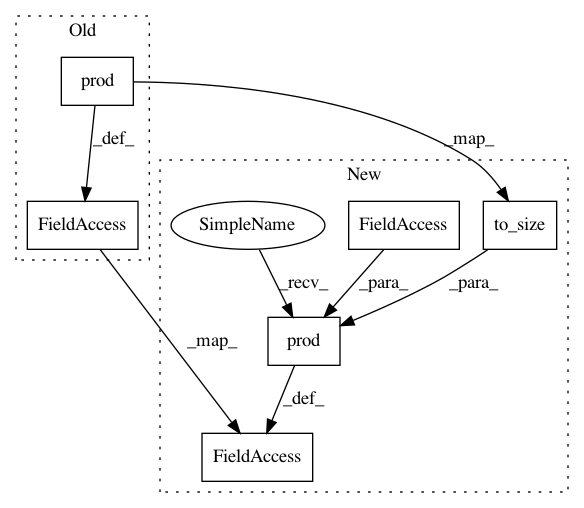 Old
prod
_def_
_map_
New
FieldAccess
SimpleName
FieldAccess
to_size
_recv_
_para_
_para_
_map_
prod
_def_
FieldAccess